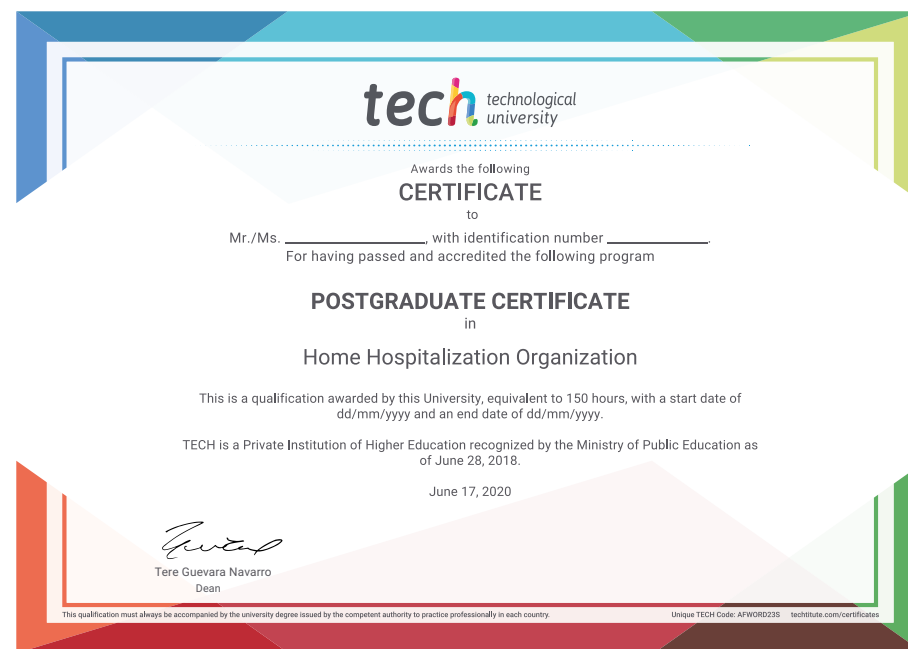 tech technological
university
Awards the following
CERTIFICATE
to
Mr./Ms. ____________________, with identification number ______________.
For having passed and accredited the following program
POSTGRADUATE CERTIFICATE
in
Home Hospitalization Organization
This is a qualification awarded by this University, equivalent to 150 hours, with a start date of
dd/mm/yyyy and an end date of dd/mm/yyyy.
TECH is a Private Institution of Higher Education recognized by the Ministry of Public Education as
of June 28, 2018.
June 17, 2020
Tere Guevara Navarro
Dean
This qualification must always be accompanied by the university degree issued by the competent authority to practice professionally in each country. Unique TECH Code: AFWORD23S techtitute.com/certificates